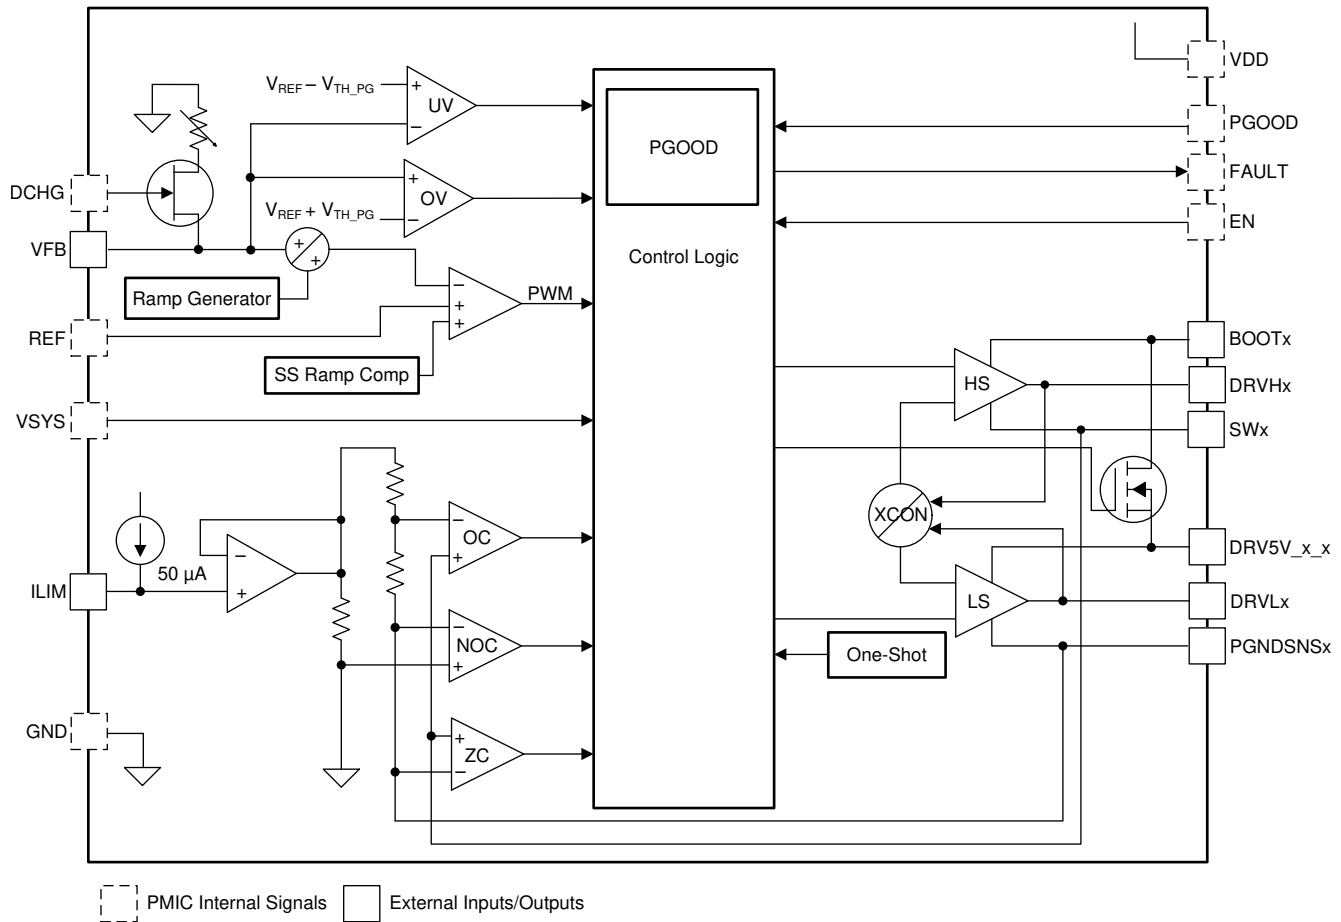 VDD
V_REF – V_TH_PG
+
UV
–
PGOOD
PGOOD
FAULT
DCHG
+
OV
–
V_REF + V_TH_PG
EN
VFB
+
+
Control Logic
Ramp Generator
–
+
+
PWM
REF
BOOTx
SS Ramp Comp
HS
DRVHx
VSYS
SWx
XCON
–
+
OC
–
+
50 µA
DRV5V_x_x
ILIM
LS
DRVLx
–
NOC
+
One-Shot
PGNDSNSx
GND
+
ZC
–
PMIC Internal Signals
External Inputs/Outputs